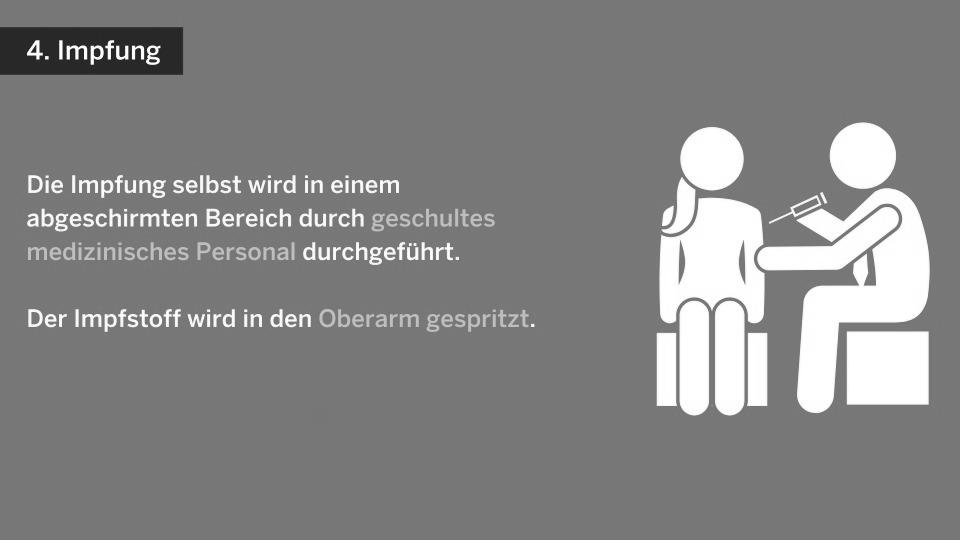 4. Impfung
Die Impfung selbst wird in einem
abgeschirmten Bereich durch geschultes
medizinisches Personal durchgeführt.
Der Impfstoff wird in den Oberarm gespritzt.